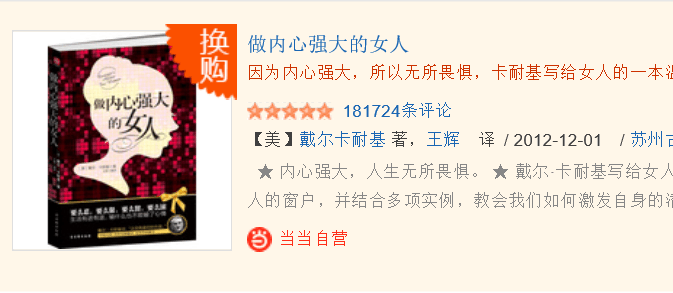 换
购
做内心强大的女人
因为内心强大，所以无所畏惧，卡耐基写给女人的一本
181724条评论
【美】戴尔卡耐基 著，王辉 译 / 2012-12-01 / 苏州古
★ 内心强大，人生无所畏惧。 ★ 戴尔·卡耐基写给女人
人的窗户，并结合多项实例，教会我们如何激发自身的
当当自营
做内心强大
的女人